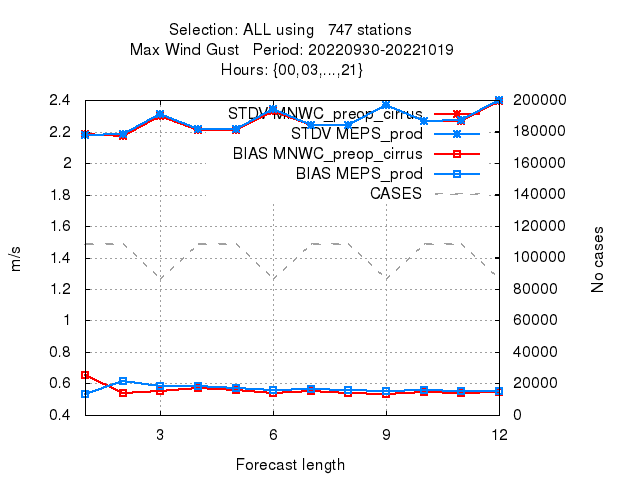 Selection: ALL using   747 stations
Max Wind Gust   Period: 20220930-20221019
Hours: {00,03,...,21}
2.4
2.2
2
1.8
1.6
1.4
1.2
1
0.8
0.6
0.4
m/s
STDV MNWC_preop_cirrus
STDV MEPS_prod
BIAS MNWC_preop_cirrus
BIAS MEPS_prod
CASES
200000
180000
160000
140000
120000
100000
80000
60000
40000
20000
0
No cases
3 6 9 12
Forecast length